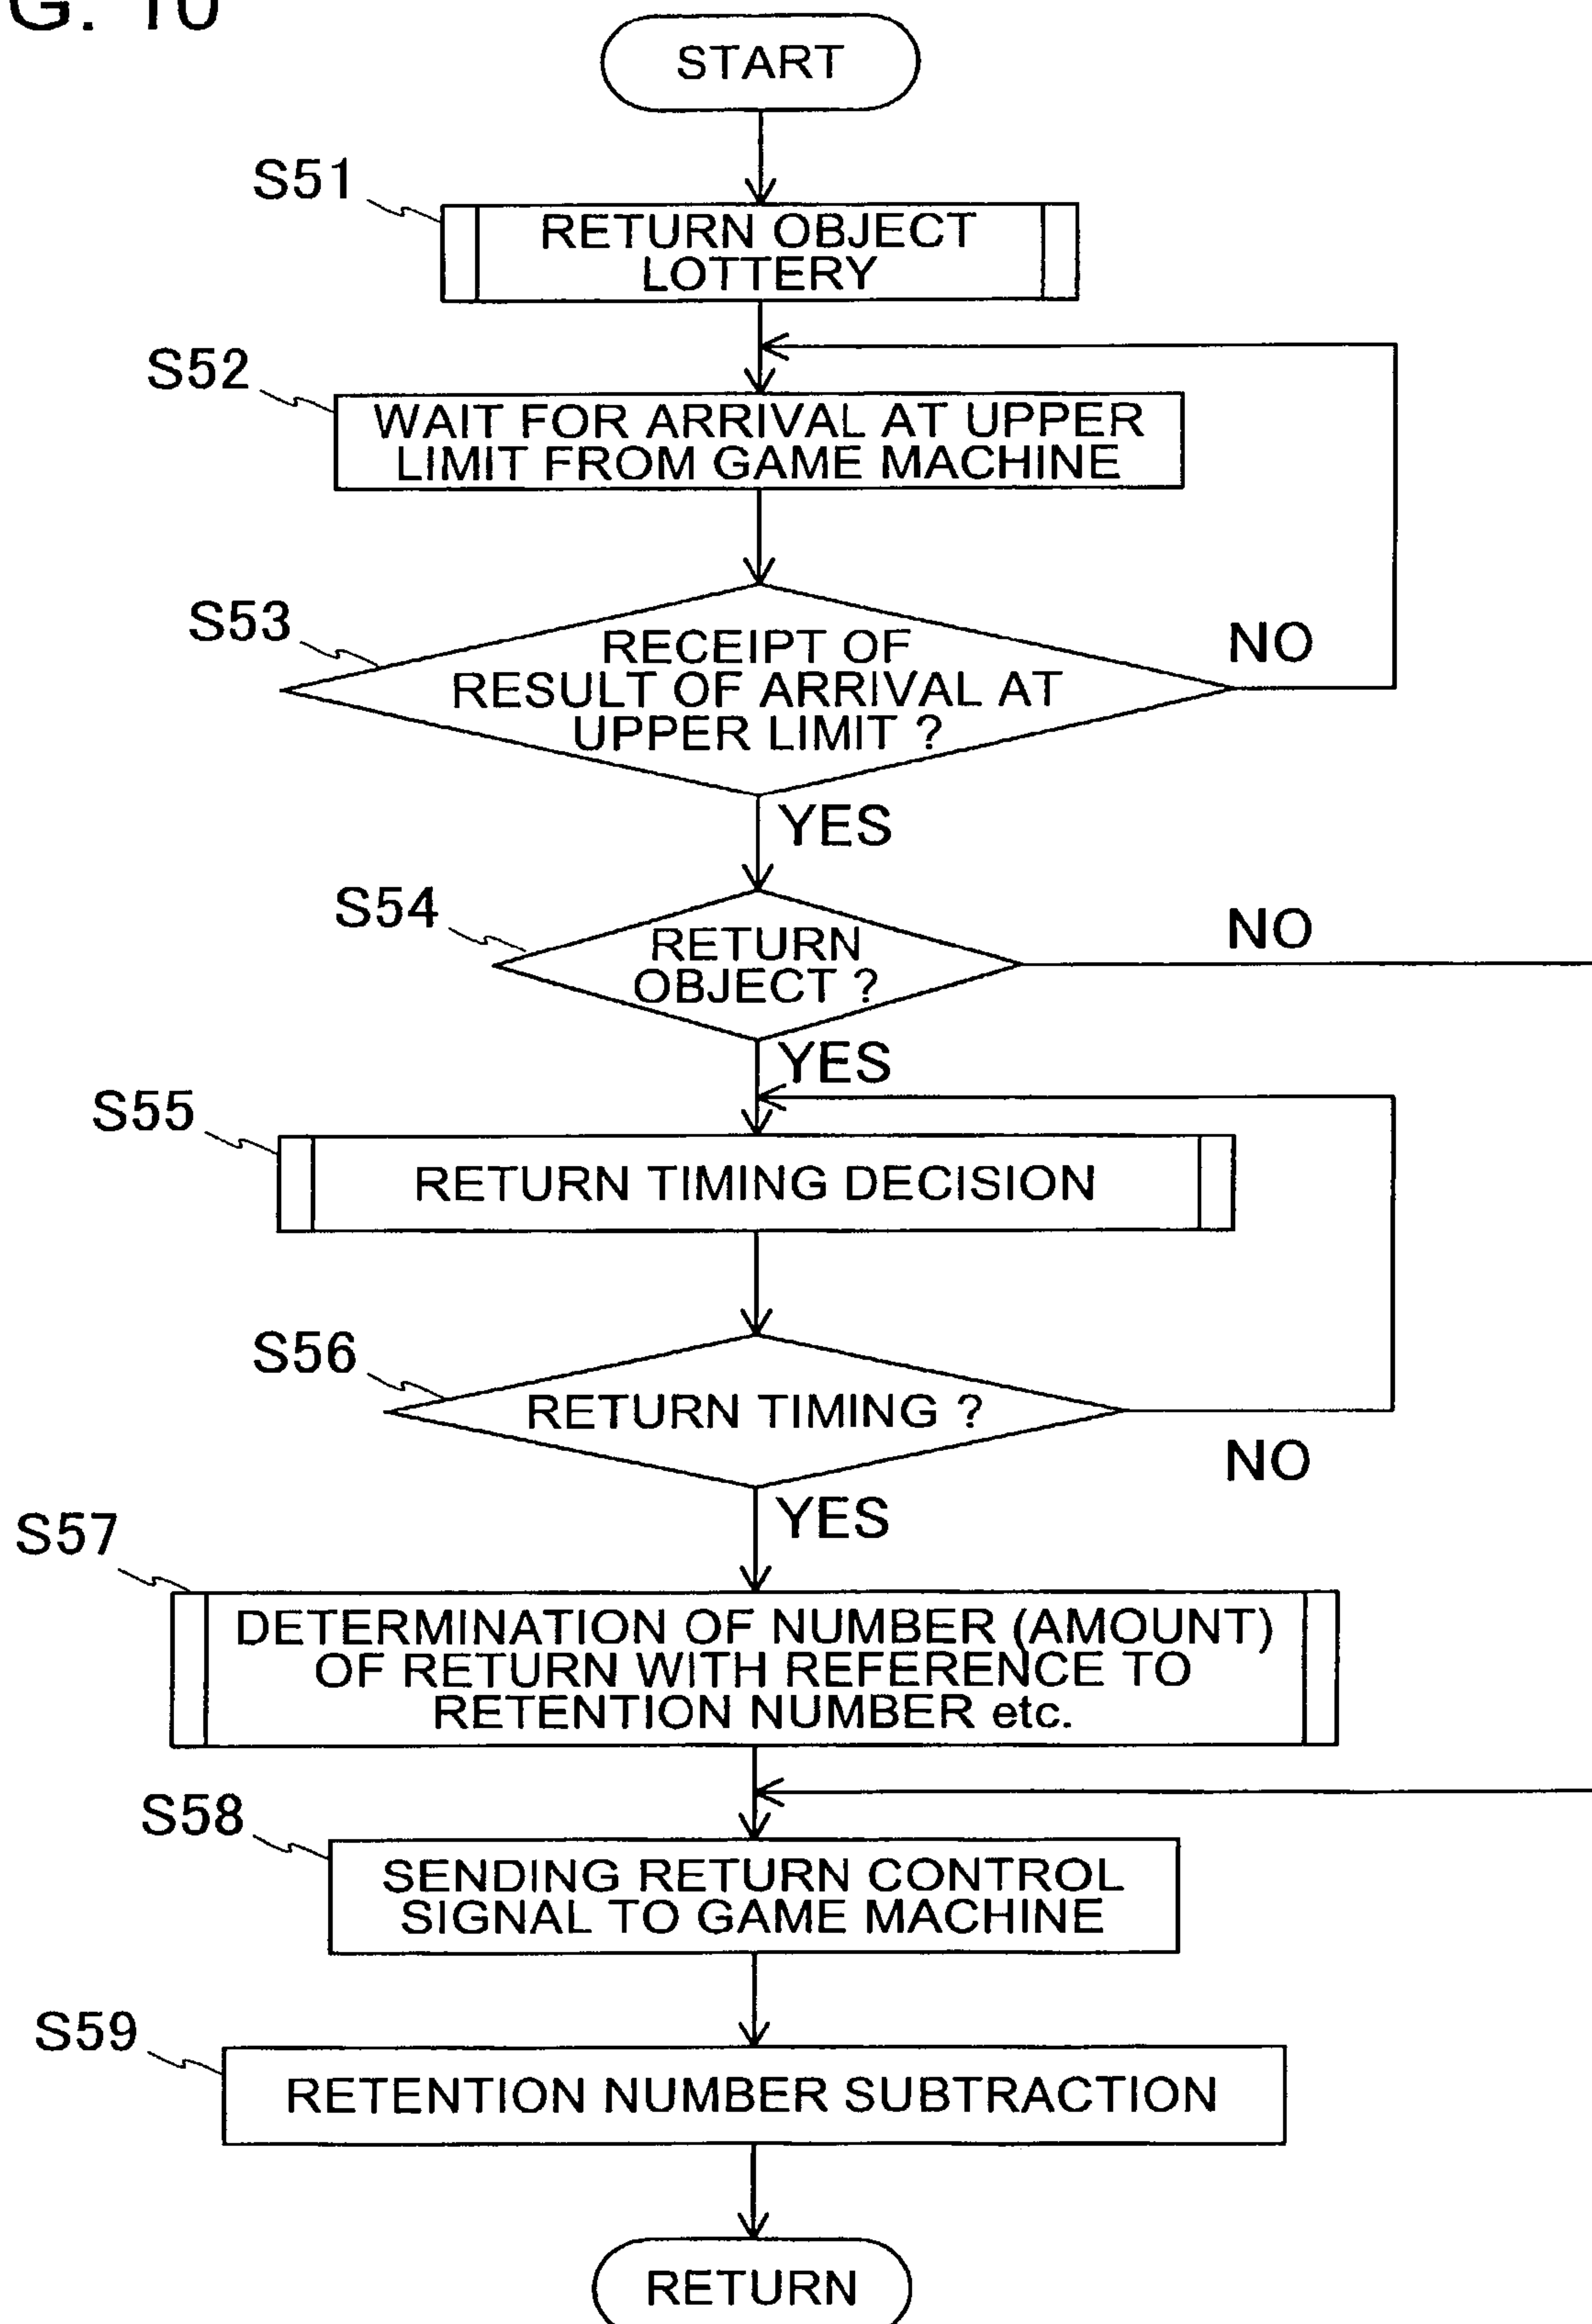 G. 10
START
S51
RETURN OBJECT
LOTTERY
S52
WAIT FOR ARRIVAL AT UPPER
LIMIT FROM GAME MACHINE
S53
RECEIPT OF
RESULT OF ARRIVAL AT
UPPER LIMIT ?
NO
YES
S54
RETURN
OBJECT ?
NO
YES
S55
RETURN TIMING DECISION
S56
RETURN TIMING ?
NO
YES
S57
DETERMINATION OF NUMBER (AMOUNT)
OF RETURN WITH REFERENCE TO
RETENTION NUMBER etc.
S58
SENDING RETURN CONTROL
SIGNAL TO GAME MACHINE
S59
RETENTION NUMBER SUBTRACTION
RETURN